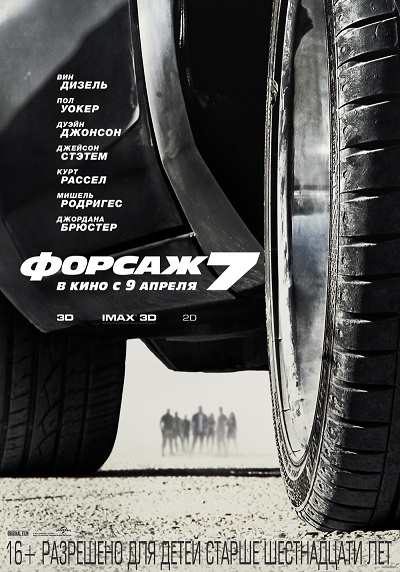 ВИН
ДИЗЕЛЬ
ПОЛ
УОКЕР
ДУЭЙН
ДЖОНСОН
ДЖЕЙСОН
СТЭТЕМ
КУРТ
РАССЕЛ
МИШЕЛЬ
РОДРИГЕС
ДЖОРДАНА
БРЮСТЕР
ФОРСАЖ 7
В КИНО С 9 АПРЕЛЯ
3D IMAX 3D 2D
16+ РАЗРЕШЕНО ДЛЯ ДЕТЕЙ СТАРШЕ ШЕСТНАДЦАТИ ЛЕТ